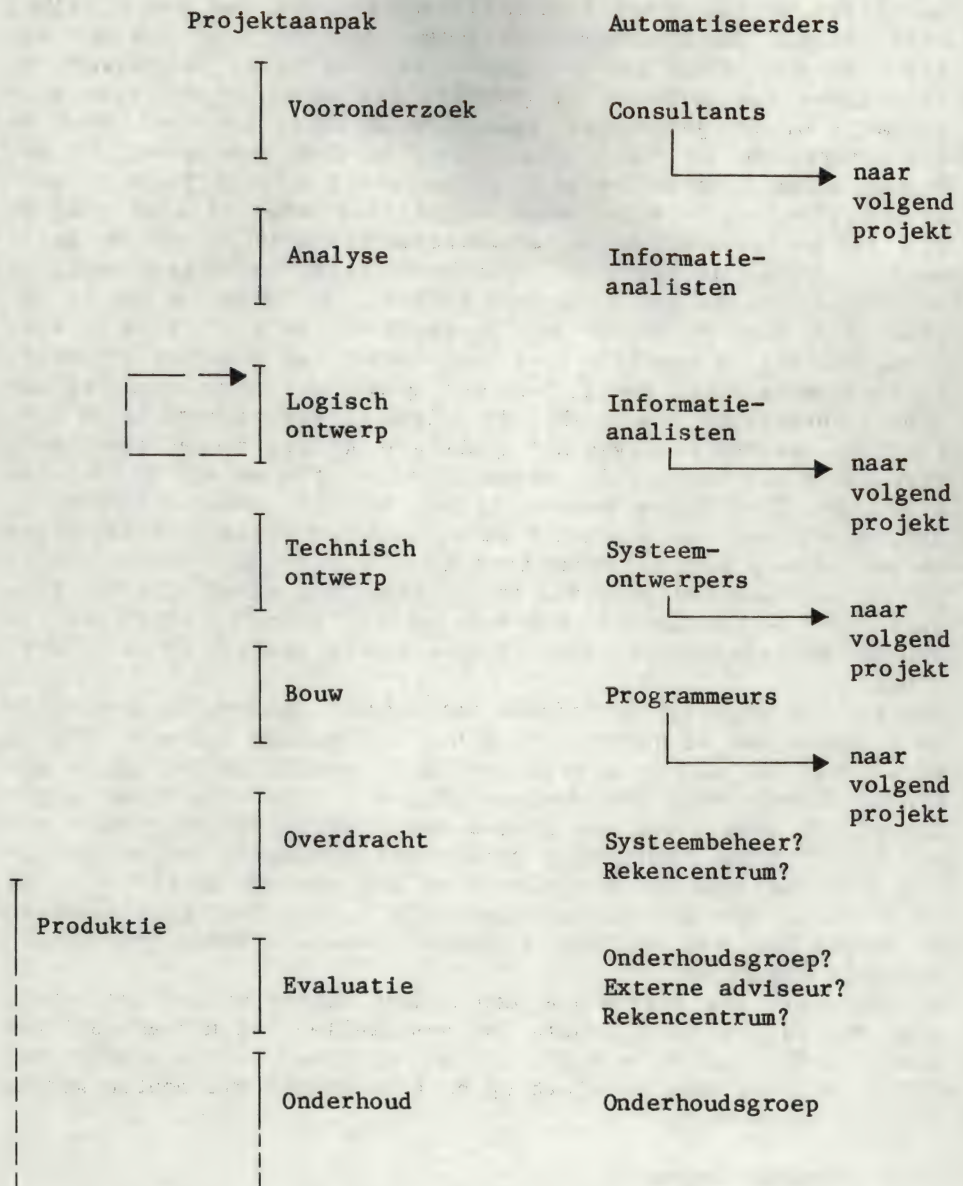 Projektaanpak Automatiseerders
Vooronderzoek Consultants
naar
volgend
projekt
Analyse Informatie-
analisten
Logisch Informatie-
ontwerp analisten
naar
volgend
projekt
Technisch Systeem-
ontwerp ontwerpers
naar
volgend
projekt
Bouw Programmeurs
naar
volgend
projekt
Overdracht Systeembeheer?
Rekencentrum?
Produktie
Onderhoudsgroep?
Evaluatie Externe adviseur?
Rekencentrum?
Onderhoud Onderhoudsgroep